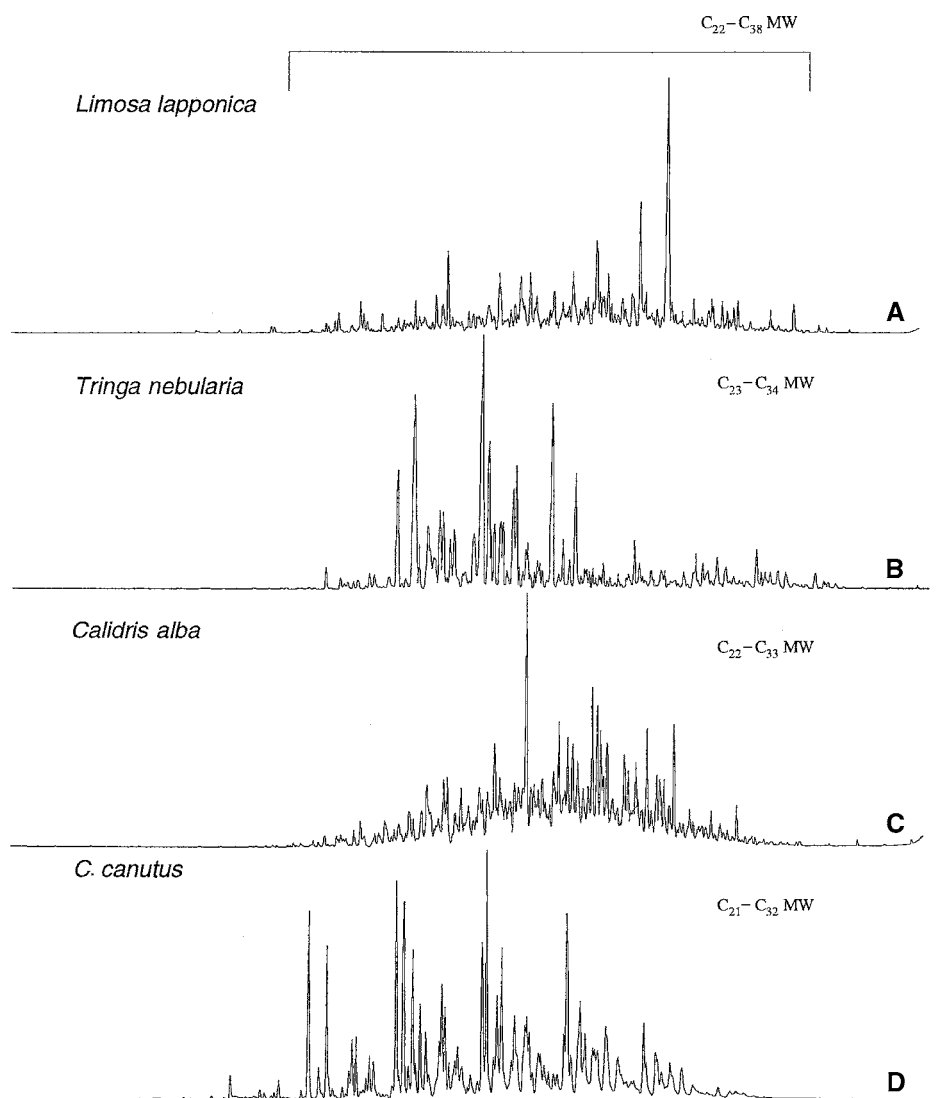 C₂₂–C₃₈ MW
Limosa lapponica
A
Tringa nebularia
C₂₃–C₃₄ MW
B
Calidris alba
C₂₂–C₃₃ MW
C
C. canutus
C₂₁–C₃₂ MW
D